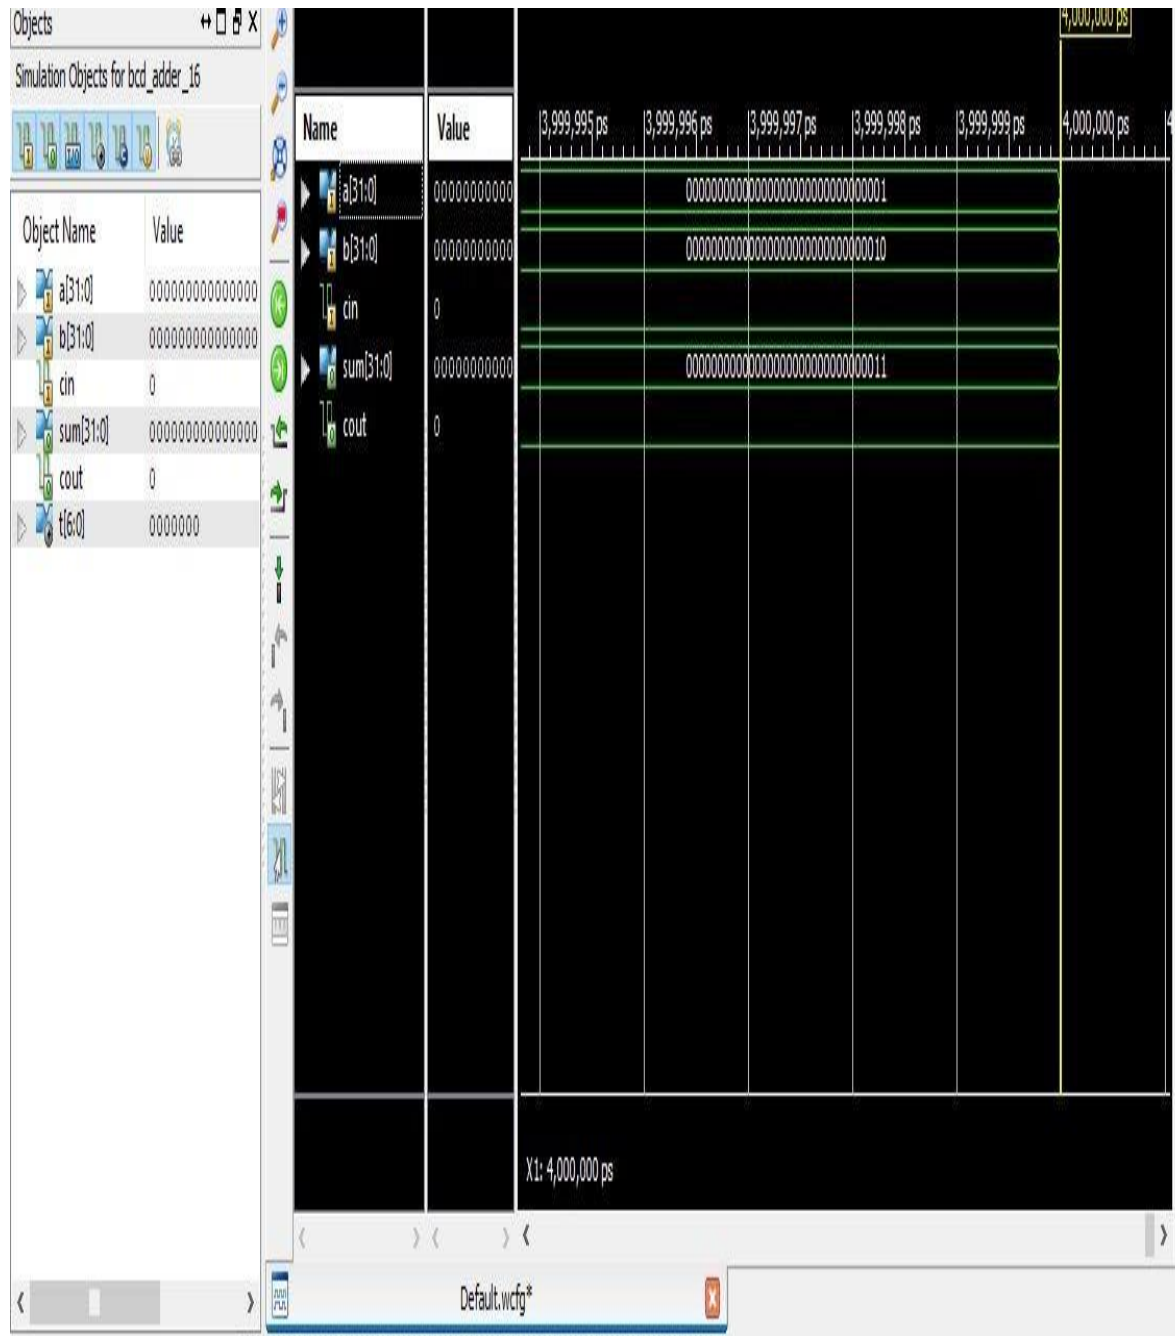 Objects
Simulation Objects for bcd_adder_16
Object Name Value
a[31:0] 000000000000000
b[31:0] 000000000000000
cin 0
sum[31:0] 000000000000000
cout 0
t[6:0] 0000000
4,000,000 ps
Name Value 3,999,995 ps 3,999,996 ps 3,999,997 ps 3,999,998 ps 3,999,999 ps 4,000,000 ps
a[31:0] 00000000000 00000000000000000000000000000001
b[31:0] 00000000000 00000000000000000000000000000010
cin 0
sum[31:0] 00000000000 00000000000000000000000000000011
cout 0
X1: 4,000,000 ps
Default.wcfg*